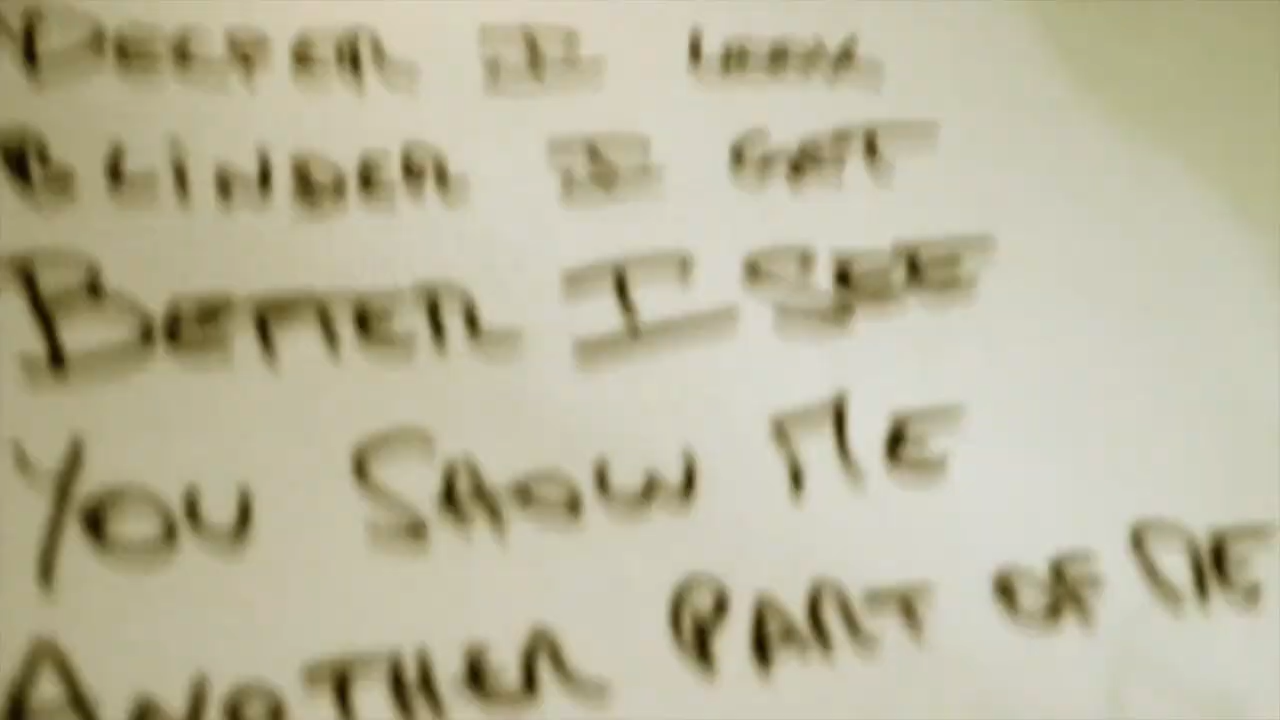 DEEPER I LOOK
BLINDER I GET
BETTER I SEE
YOU SHOW ME
ANOTHER PART OF ME